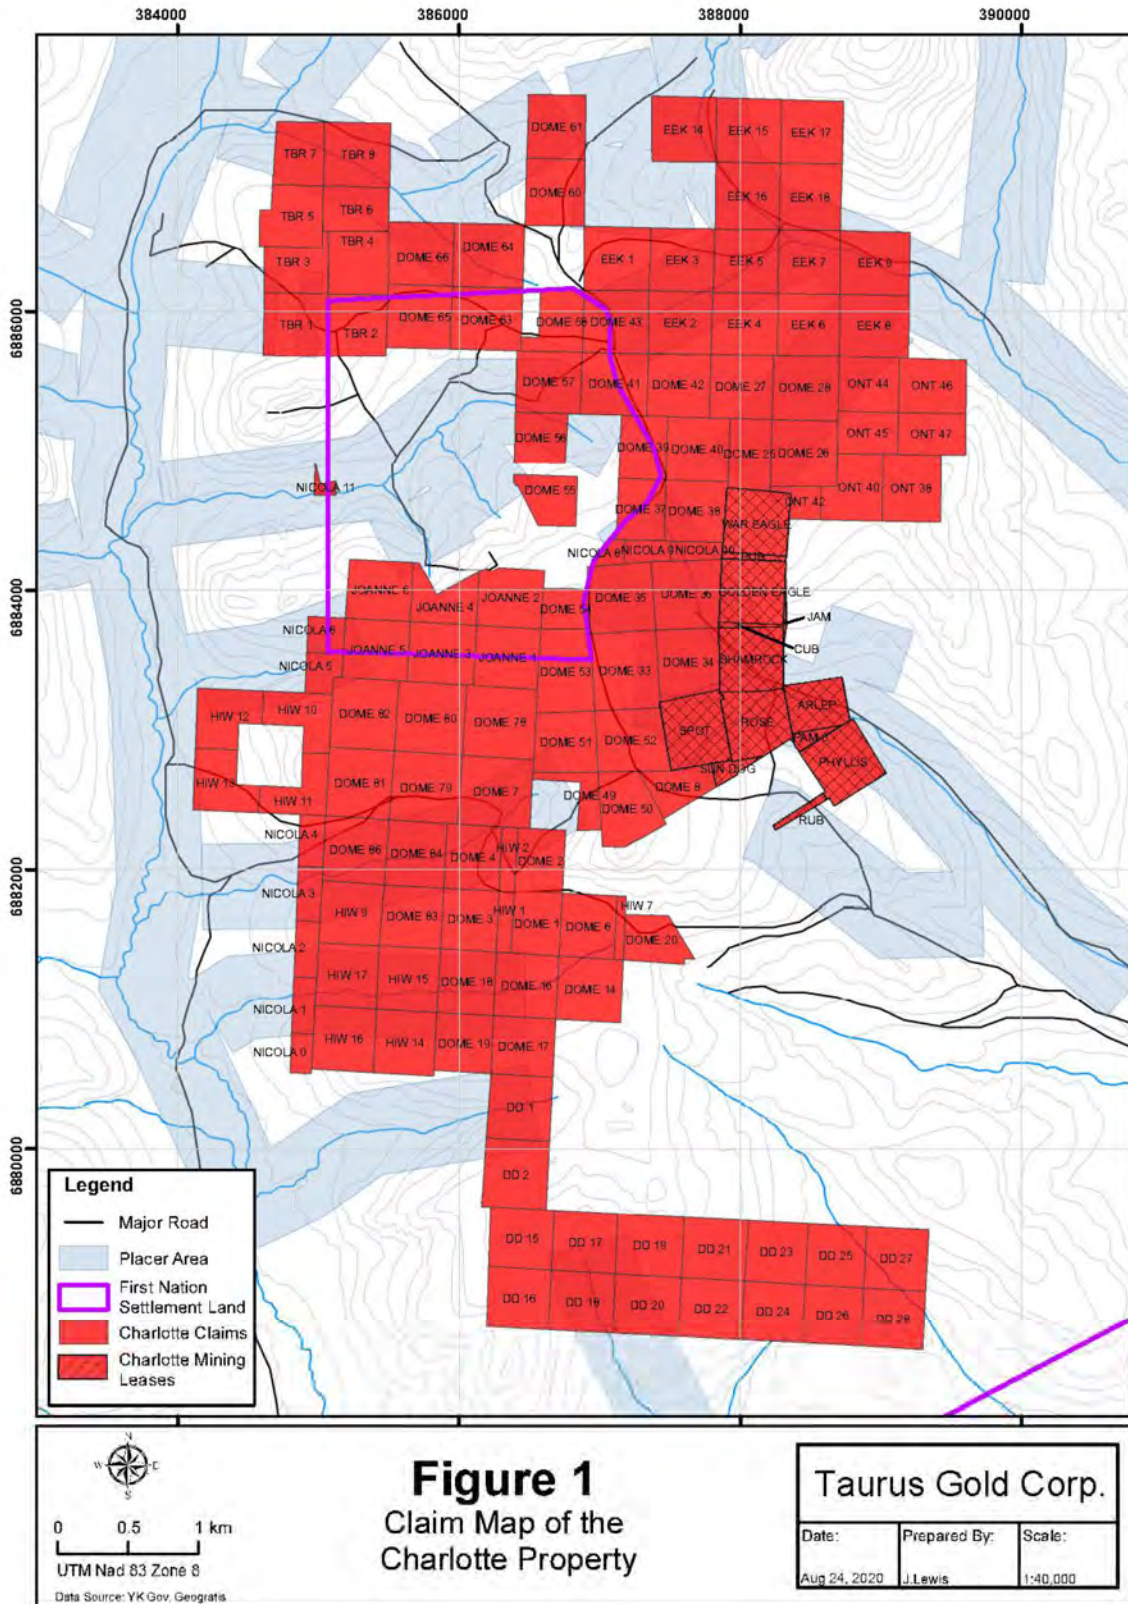 384000
386000
388000
390000
6886000
6884000
6882000
6880000
DOME 61
EEK 14
EEK 15
EEK 17
TBR 7
TBR 8
DOME 60
EEK 16
EEK 18
TBR 5
TBR 6
TBR 4
DOME 64
TBR 3
DOME 66
EEK 1
EEK 3
EEK 5
EEK 7
EEK 9
TBR 1
TBR 2
DOME 65
DOME 63
DOME 58
DOME 43
EEK 2
EEK 4
EEK 6
EEK 8
DOME 57
DOME 41
DOME 42
DOME 27
DOME 28
ONT 44
ONT 46
DOME 56
DOME 39
DOME 40
DOME 25
DOME 26
ONT 45
ONT 47
NICOLA 11
DOME 55
DOME 37
DOME 38
ONT 42
ONT 40
ONT 38
WAR EAGLE
NICOLA 8
NICOLA 9
NICOLA 10
JOANNE 6
JOANNE 4
JOANNE 2
DOME 54
DOME 35
DOME 36
GOLDEN EAGLE
JAM
NICOLA 6
CUB
NICOLA 5
JOANNE 5
JOANNE 3
JOANNE 1
DOME 53
DOME 33
DOME 34
SHAMROCK
HIW 12
HIW 10
DOME 82
DOME 80
DOME 78
DOME 51
DOME 52
SPOT
ROSE
ARLEP
PAM 3
PHYLLIS
HIW 13
HIW 11
DOME 81
DOME 79
DOME 7
DOME 49
DOME 50
DOME 8
SUN DOG
RUB
NICOLA 4
DOME 86
DOME 84
DOME 4
HIW 2
DOME 2
NICOLA 3
HIW 9
DOME 83
DOME 3
HIW 1
DOME 1
DOME 6
HIW 7
DOME 20
NICOLA 2
HIW 17
HIW 15
DOME 18
DOME 16
DOME 14
NICOLA 1
NICOLA 0
HIW 16
HIW 14
DOME 19
DOME 17
DD 1
DD 2
DD 15
DD 17
DD 19
DD 21
DD 23
DD 25
DD 27
DD 16
DD 18
DD 20
DD 22
DD 24
DD 26
DD 28
Legend
Major Road
Placer Area
First Nation
Settlement Land
Charlotte Claims
Charlotte Mining
Leases
N
W
E
S
0 0.5 1 km
UTM Nad 83 Zone 8
Data Source: YK Gov, Geogratis
Figure 1
Claim Map of the
Charlotte Property
Taurus Gold Corp.
Date:
Prepared By:
Scale:
Aug 24, 2020
J.Lewis
1:40,000